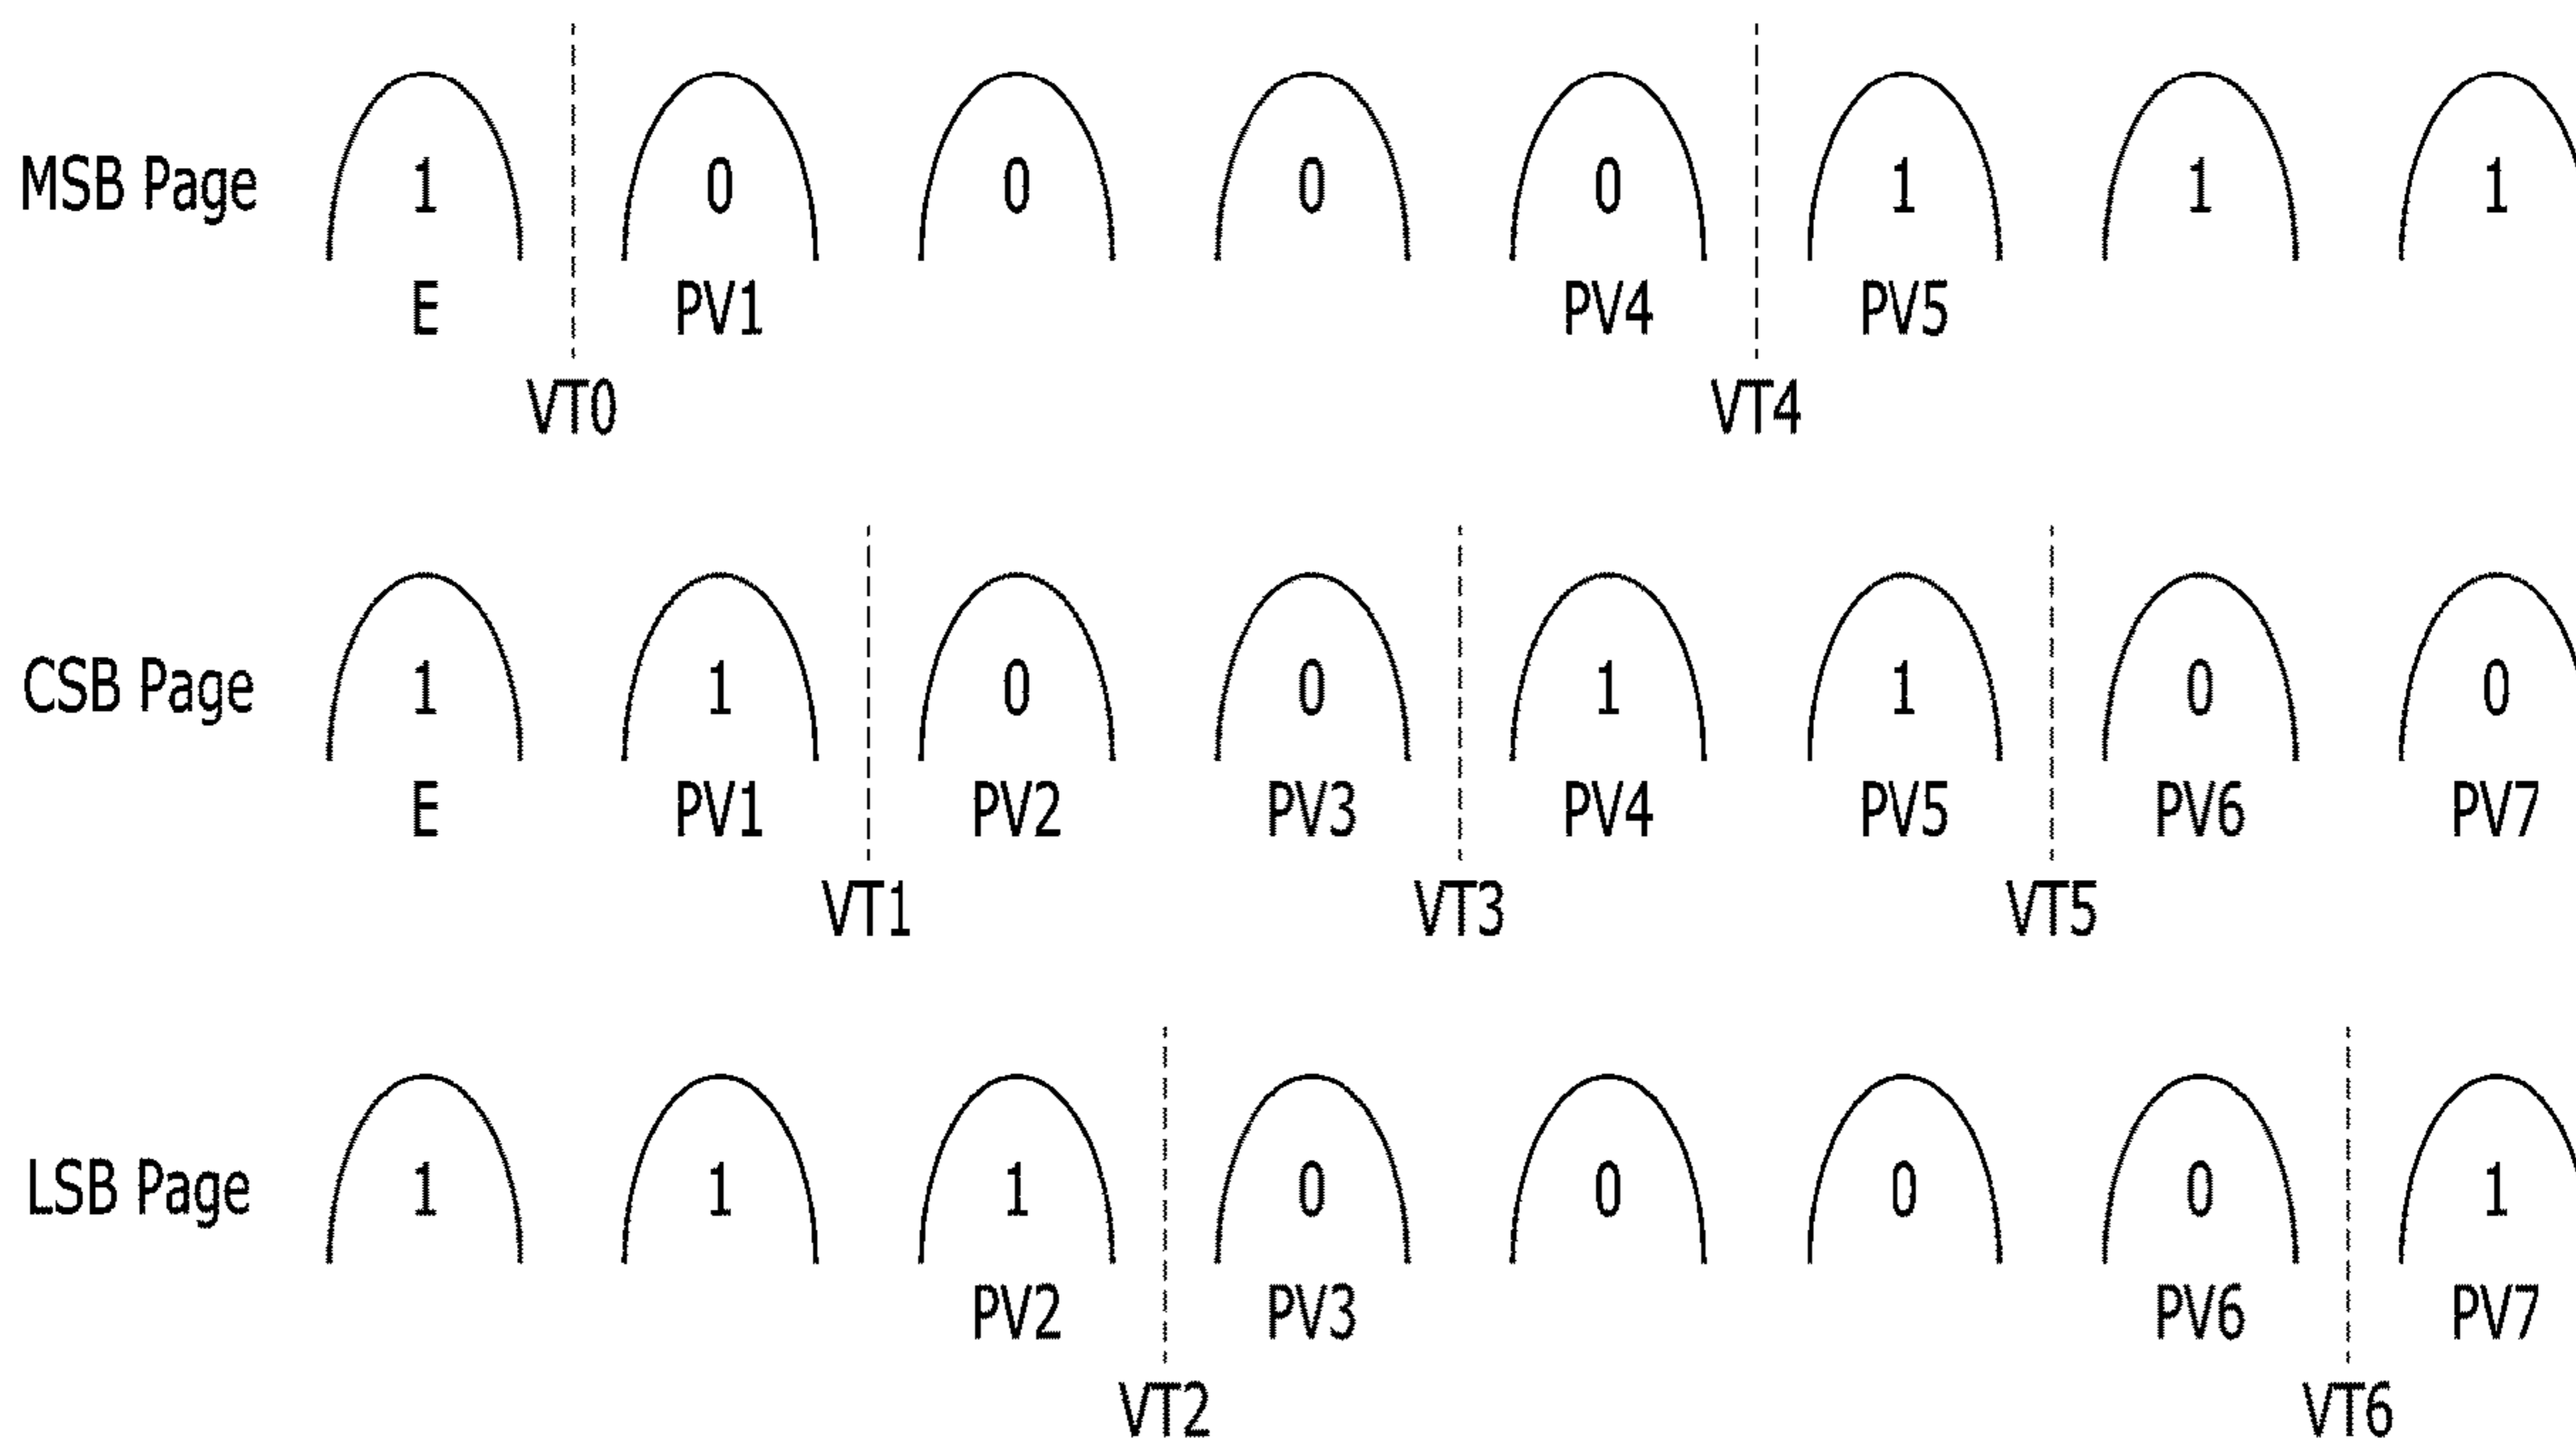 MSB Page 1 0 0 0 0 1 1 1
E PV1 PV4 PV5
VT0 VT4
CSB Page 1 1 0 0 1 1 0 0
E PV1 PV2 PV3 PV4 PV5 PV6 PV7
VT1 VT3 VT5
LSB Page 1 1 1 0 0 0 0 1
PV2 PV3 PV6 PV7
VT2 VT6